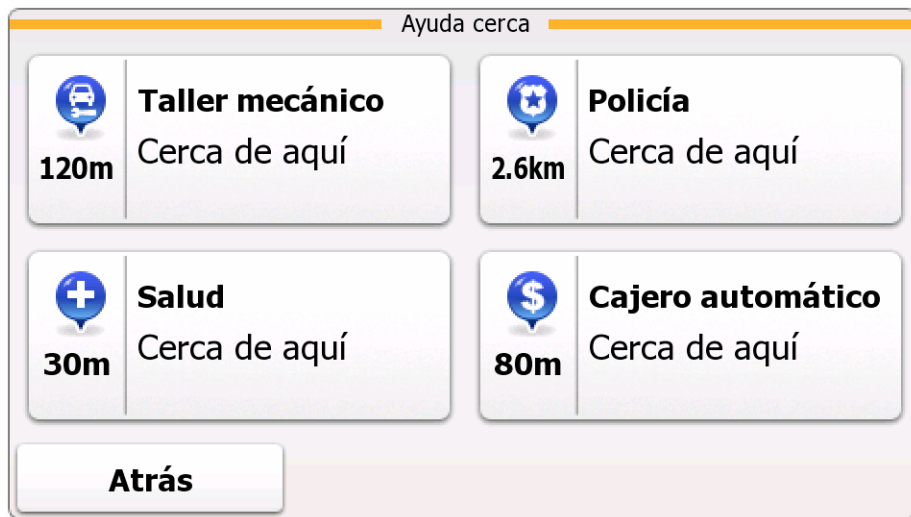 Ayuda cerca
Taller mecánico
Cerca de aquí
120m
Policía
Cerca de aquí
2.6km
Salud
Cerca de aquí
30m
Cajero automático
Cerca de aquí
80m
Atrás